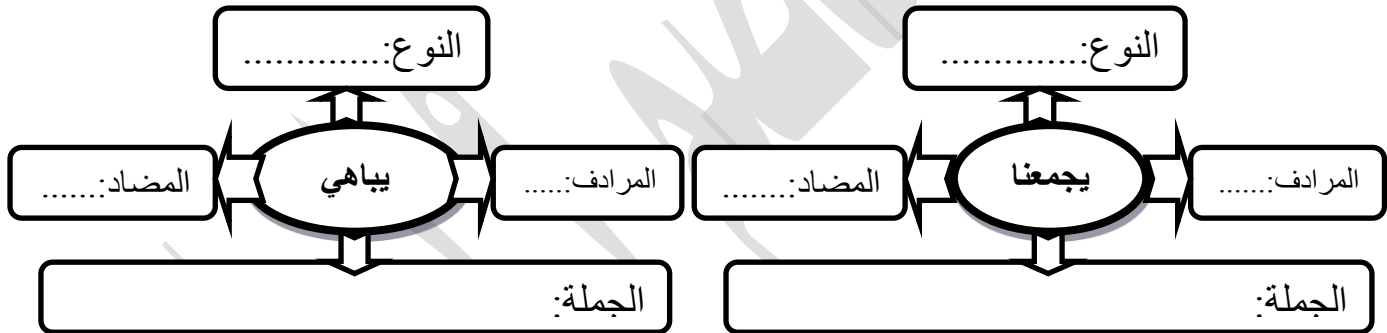 النوع:..............
النوع:..............
المرادف:......
يجمعنا
المضاد:........
المرادف:.....
يباهي
المضاد:.......
الجملة:
الجملة: